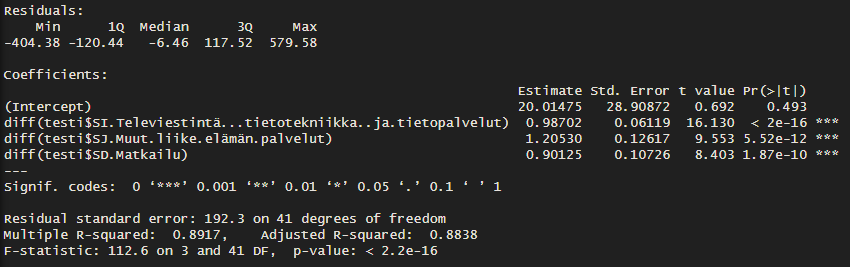 Residuals:
Min 1Q Median 3Q Max
-404.38 -120.44 -6.46 117.52 579.58
Coefficients:
Estimate Std. Error t value Pr(>|t|)
(Intercept) 20.01475 28.90872 0.692 0.493
diff(testi$SI.Televiestintä...tietotekniikka..ja.tietopalvelut) 0.98702 0.06119 16.130 < 2e-16 ***
diff(testi$SJ.Muut.liike.elämän.palvelut) 1.20530 0.12617 9.553 5.52e-12 ***
diff(testi$SD.Matkailu) 0.90125 0.10726 8.403 1.87e-10 ***
---
Signif. codes: 0 ‘***’ 0.001 ‘**’ 0.01 ‘*’ 0.05 ‘.’ 0.1 ‘ ’ 1
Residual standard error: 192.3 on 41 degrees of freedom
Multiple R-squared: 0.8917, Adjusted R-squared: 0.8838
F-statistic: 112.6 on 3 and 41 DF, p-value: < 2.2e-16